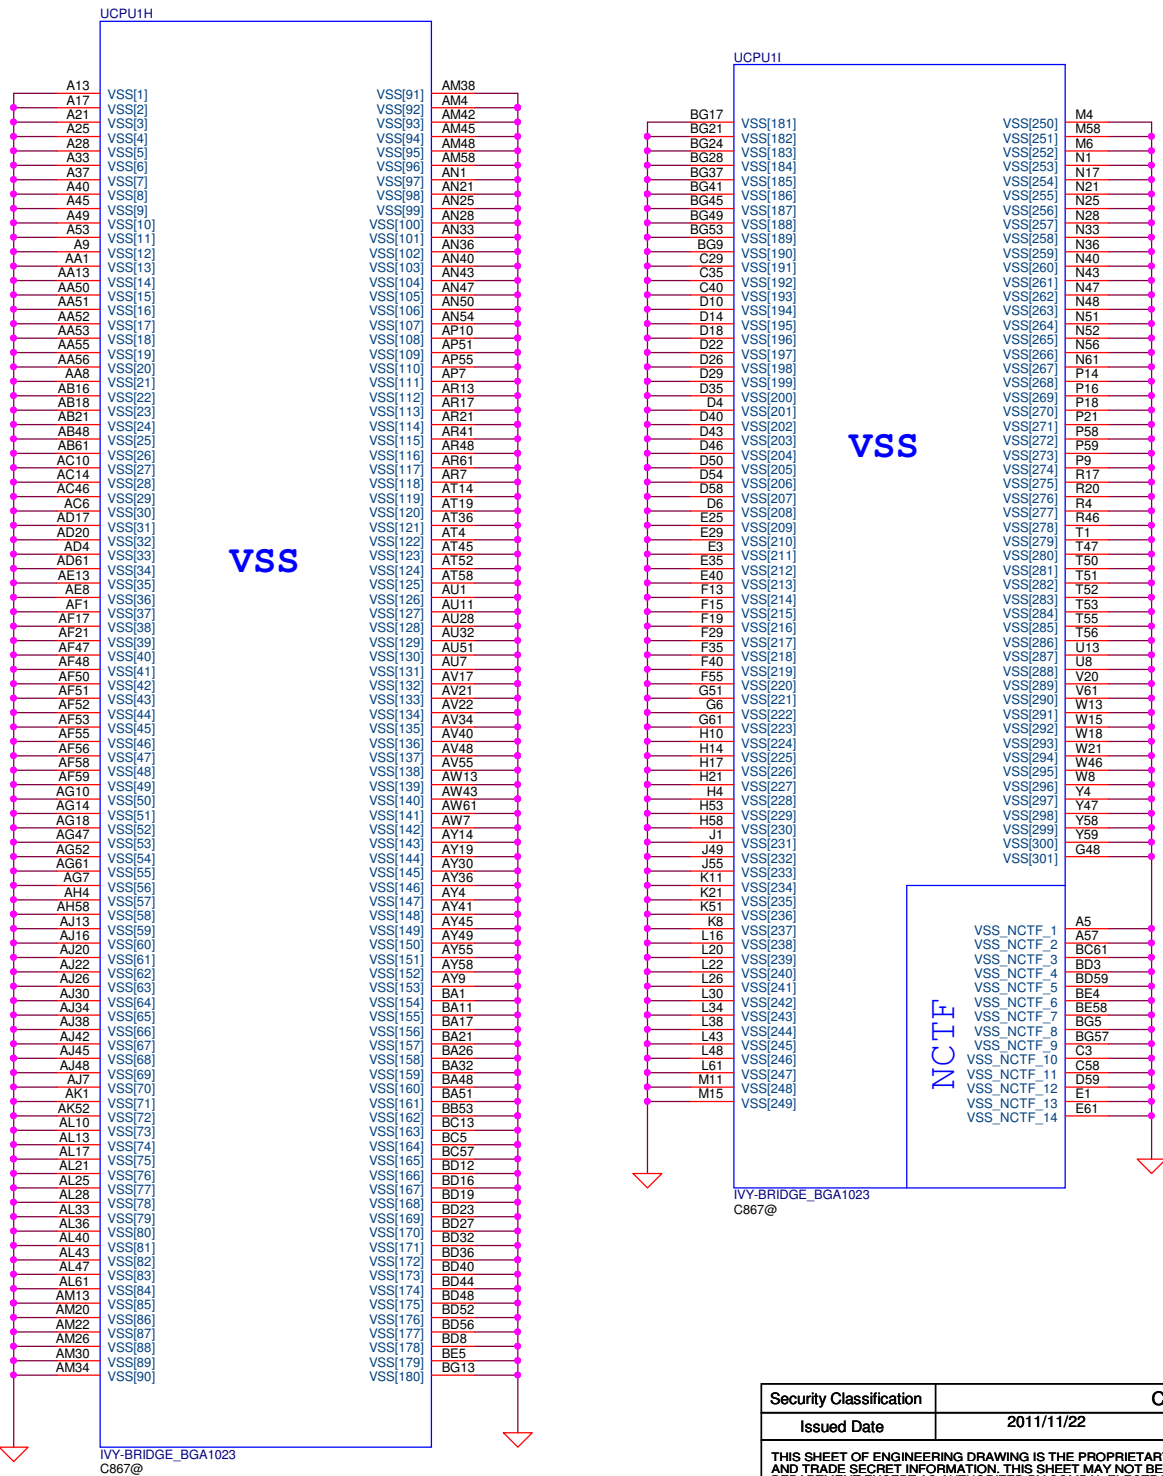 UCPU1H
A13 VSS[1] VSS[91] AM38
A17 VSS[2] VSS[92] AM4
A21 VSS[3] VSS[93] AM42
A25 VSS[4] VSS[94] AM45
A28 VSS[5] VSS[95] AM48
A33 VSS[6] VSS[96] AM58
A37 VSS[7] VSS[97] AN1
A40 VSS[8] VSS[98] AN21
A45 VSS[9] VSS[99] AN25
A49 VSS[10] VSS[100] AN28
A53 VSS[11] VSS[101] AN33
A9 VSS[12] VSS[102] AN36
AA1 VSS[13] VSS[103] AN40
AA13 VSS[14] VSS[104] AN43
AA50 VSS[15] VSS[105] AN47
AA51 VSS[16] VSS[106] AN50
AA52 VSS[17] VSS[107] AN54
AA53 VSS[18] VSS[108] AP10
AA55 VSS[19] VSS[109] AP51
AA56 VSS[20] VSS[110] AP55
AA8 VSS[21] VSS[111] AP7
AB16 VSS[22] VSS[112] AR13
AB18 VSS[23] VSS[113] AR17
AB21 VSS[24] VSS[114] AR21
AB48 VSS[25] VSS[115] AR41
AB61 VSS[26] VSS[116] AR48
AC10 VSS[27] VSS[117] AR61
AC14 VSS[28] VSS[118] AR7
AC46 VSS[29] VSS[119] AT14
AC6 VSS[30] VSS[120] AT19
AD17 VSS[31] VSS[121] AT36
AD20 VSS[32] VSS[122] AT4
AD4 VSS[33] VSS[123] AT45
AD61 VSS[34] VSS[124] AT52
AE13 VSS[35] VSS[125] AT58
AE8 VSS[36] VSS[126] AU1
AF1 VSS[37] VSS[127] AU11
AF17 VSS[38] VSS[128] AU28
AF21 VSS[39] VSS[129] AU32
AF47 VSS[40] VSS[130] AU51
AF48 VSS[41] VSS[131] AU7
AF50 VSS[42] VSS[132] AV17
AF51 VSS[43] VSS[133] AV21
AF52 VSS[44] VSS[134] AV22
AF53 VSS[45] VSS[135] AV34
AF55 VSS[46] VSS[136] AV40
AF56 VSS[47] VSS[137] AV48
AF58 VSS[48] VSS[138] AV55
AF59 VSS[49] VSS[139] AW13
AG10 VSS[50] VSS[140] AW43
AG14 VSS[51] VSS[141] AW61
AG18 VSS[52] VSS[142] AW7
AG47 VSS[53] VSS[143] AY14
AG52 VSS[54] VSS[144] AY19
AG61 VSS[55] VSS[145] AY30
AG7 VSS[56] VSS[146] AY36
AH4 VSS[57] VSS[147] AY4
AH58 VSS[58] VSS[148] AY41
AJ13 VSS[59] VSS[149] AY45
AJ16 VSS[60] VSS[150] AY49
AJ20 VSS[61] VSS[151] AY55
AJ22 VSS[62] VSS[152] AY58
AJ26 VSS[63] VSS[153] AY9
AJ30 VSS[64] VSS[154] BA1
AJ34 VSS[65] VSS[155] BA11
AJ38 VSS[66] VSS[156] BA17
AJ42 VSS[67] VSS[157] BA21
AJ45 VSS[68] VSS[158] BA26
AJ48 VSS[69] VSS[159] BA32
AJ7 VSS[70] VSS[160] BA48
AK1 VSS[71] VSS[161] BA51
AK52 VSS[72] VSS[162] BB53
AL10 VSS[73] VSS[163] BC13
AL13 VSS[74] VSS[164] BC5
AL17 VSS[75] VSS[165] BC57
AL21 VSS[76] VSS[166] BD12
AL25 VSS[77] VSS[167] BD16
AL28 VSS[78] VSS[168] BD19
AL33 VSS[79] VSS[169] BD23
AL36 VSS[80] VSS[170] BD27
AL40 VSS[81] VSS[171] BD32
AL43 VSS[82] VSS[172] BD36
AL47 VSS[83] VSS[173] BD40
AL61 VSS[84] VSS[174] BD44
AM13 VSS[85] VSS[175] BD48
AM20 VSS[86] VSS[176] BD52
AM22 VSS[87] VSS[177] BD56
AM26 VSS[88] VSS[178] BD8
AM30 VSS[89] VSS[179] BE5
AM34 VSS[90] VSS[180] BG13
VSS
IVY-BRIDGE_BGA1023
C867@
UCPU1I
BG17 VSS[181] VSS[250] M4
BG21 VSS[182] VSS[251] M58
BG24 VSS[183] VSS[252] M6
BG28 VSS[184] VSS[253] N1
BG37 VSS[185] VSS[254] N17
BG41 VSS[186] VSS[255] N21
BG45 VSS[187] VSS[256] N25
BG49 VSS[188] VSS[257] N28
BG53 VSS[189] VSS[258] N33
BG9 VSS[190] VSS[259] N36
C29 VSS[191] VSS[260] N40
C35 VSS[192] VSS[261] N43
C40 VSS[193] VSS[262] N47
D10 VSS[194] VSS[263] N48
D14 VSS[195] VSS[264] N51
D18 VSS[196] VSS[265] N52
D22 VSS[197] VSS[266] N56
D26 VSS[198] VSS[267] N61
D29 VSS[199] VSS[268] P14
D35 VSS[200] VSS[269] P16
D4 VSS[201] VSS[270] P18
D40 VSS[202] VSS[271] P21
D43 VSS[203] VSS[272] P58
D46 VSS[204] VSS[273] P59
D50 VSS[205] VSS[274] P9
D54 VSS[206] VSS[275] R17
D58 VSS[207] VSS[276] R20
D6 VSS[208] VSS[277] R4
E25 VSS[209] VSS[278] R46
E29 VSS[210] VSS[279] T1
E3 VSS[211] VSS[280] T47
E35 VSS[212] VSS[281] T50
E40 VSS[213] VSS[282] T51
F13 VSS[214] VSS[283] T52
F15 VSS[215] VSS[284] T53
F19 VSS[216] VSS[285] T55
F29 VSS[217] VSS[286] T56
F35 VSS[218] VSS[287] U13
F40 VSS[219] VSS[288] U8
F55 VSS[220] VSS[289] V20
G51 VSS[221] VSS[290] V61
G6 VSS[222] VSS[291] W13
G61 VSS[223] VSS[292] W15
H10 VSS[224] VSS[293] W18
H14 VSS[225] VSS[294] W21
H17 VSS[226] VSS[295] W46
H21 VSS[227] VSS[296] W8
H4 VSS[228] VSS[297] Y4
H53 VSS[229] VSS[298] Y47
H58 VSS[230] VSS[299] Y58
J1 VSS[231] VSS[300] Y59
J49 VSS[232] VSS[301] G48
J55 VSS[233]
K11 VSS[234]
K21 VSS[235]
K51 VSS[236]
K8 VSS[237] VSS_NCTF_1 A5
L16 VSS[238] VSS_NCTF_2 A57
L20 VSS[239] VSS_NCTF_3 BC61
L22 VSS[240] VSS_NCTF_4 BD3
L26 VSS[241] VSS_NCTF_5 BD59
L30 VSS[242] VSS_NCTF_6 BE4
L34 VSS[243] VSS_NCTF_7 BE58
L38 VSS[244] VSS_NCTF_8 BG5
L43 VSS[245] VSS_NCTF_9 BG57
L48 VSS[246] VSS_NCTF_10 C3
L61 VSS[247] VSS_NCTF_11 C58
M11 VSS[248] VSS_NCTF_12 D59
M15 VSS[249] VSS_NCTF_13 E1
VSS_NCTF_14 E61
VSS
NCTF
IVY-BRIDGE_BGA1023
C867@
Security Classification C
Issued Date 2011/11/22
THIS SHEET OF ENGINEERING DRAWING IS THE PROPRIETAR
AND TRADE SECRET INFORMATION. THIS SHEET MAY NOT BE